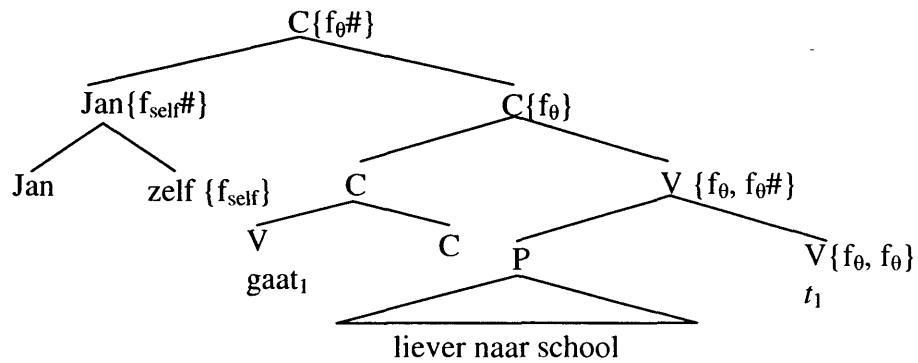 C{fθ#}
Jan{fself#} C{fθ}
Jan zelf {fself} C V {fθ, fθ#}
V C P V{fθ, fθ}
gaat1 t1
liever naar school